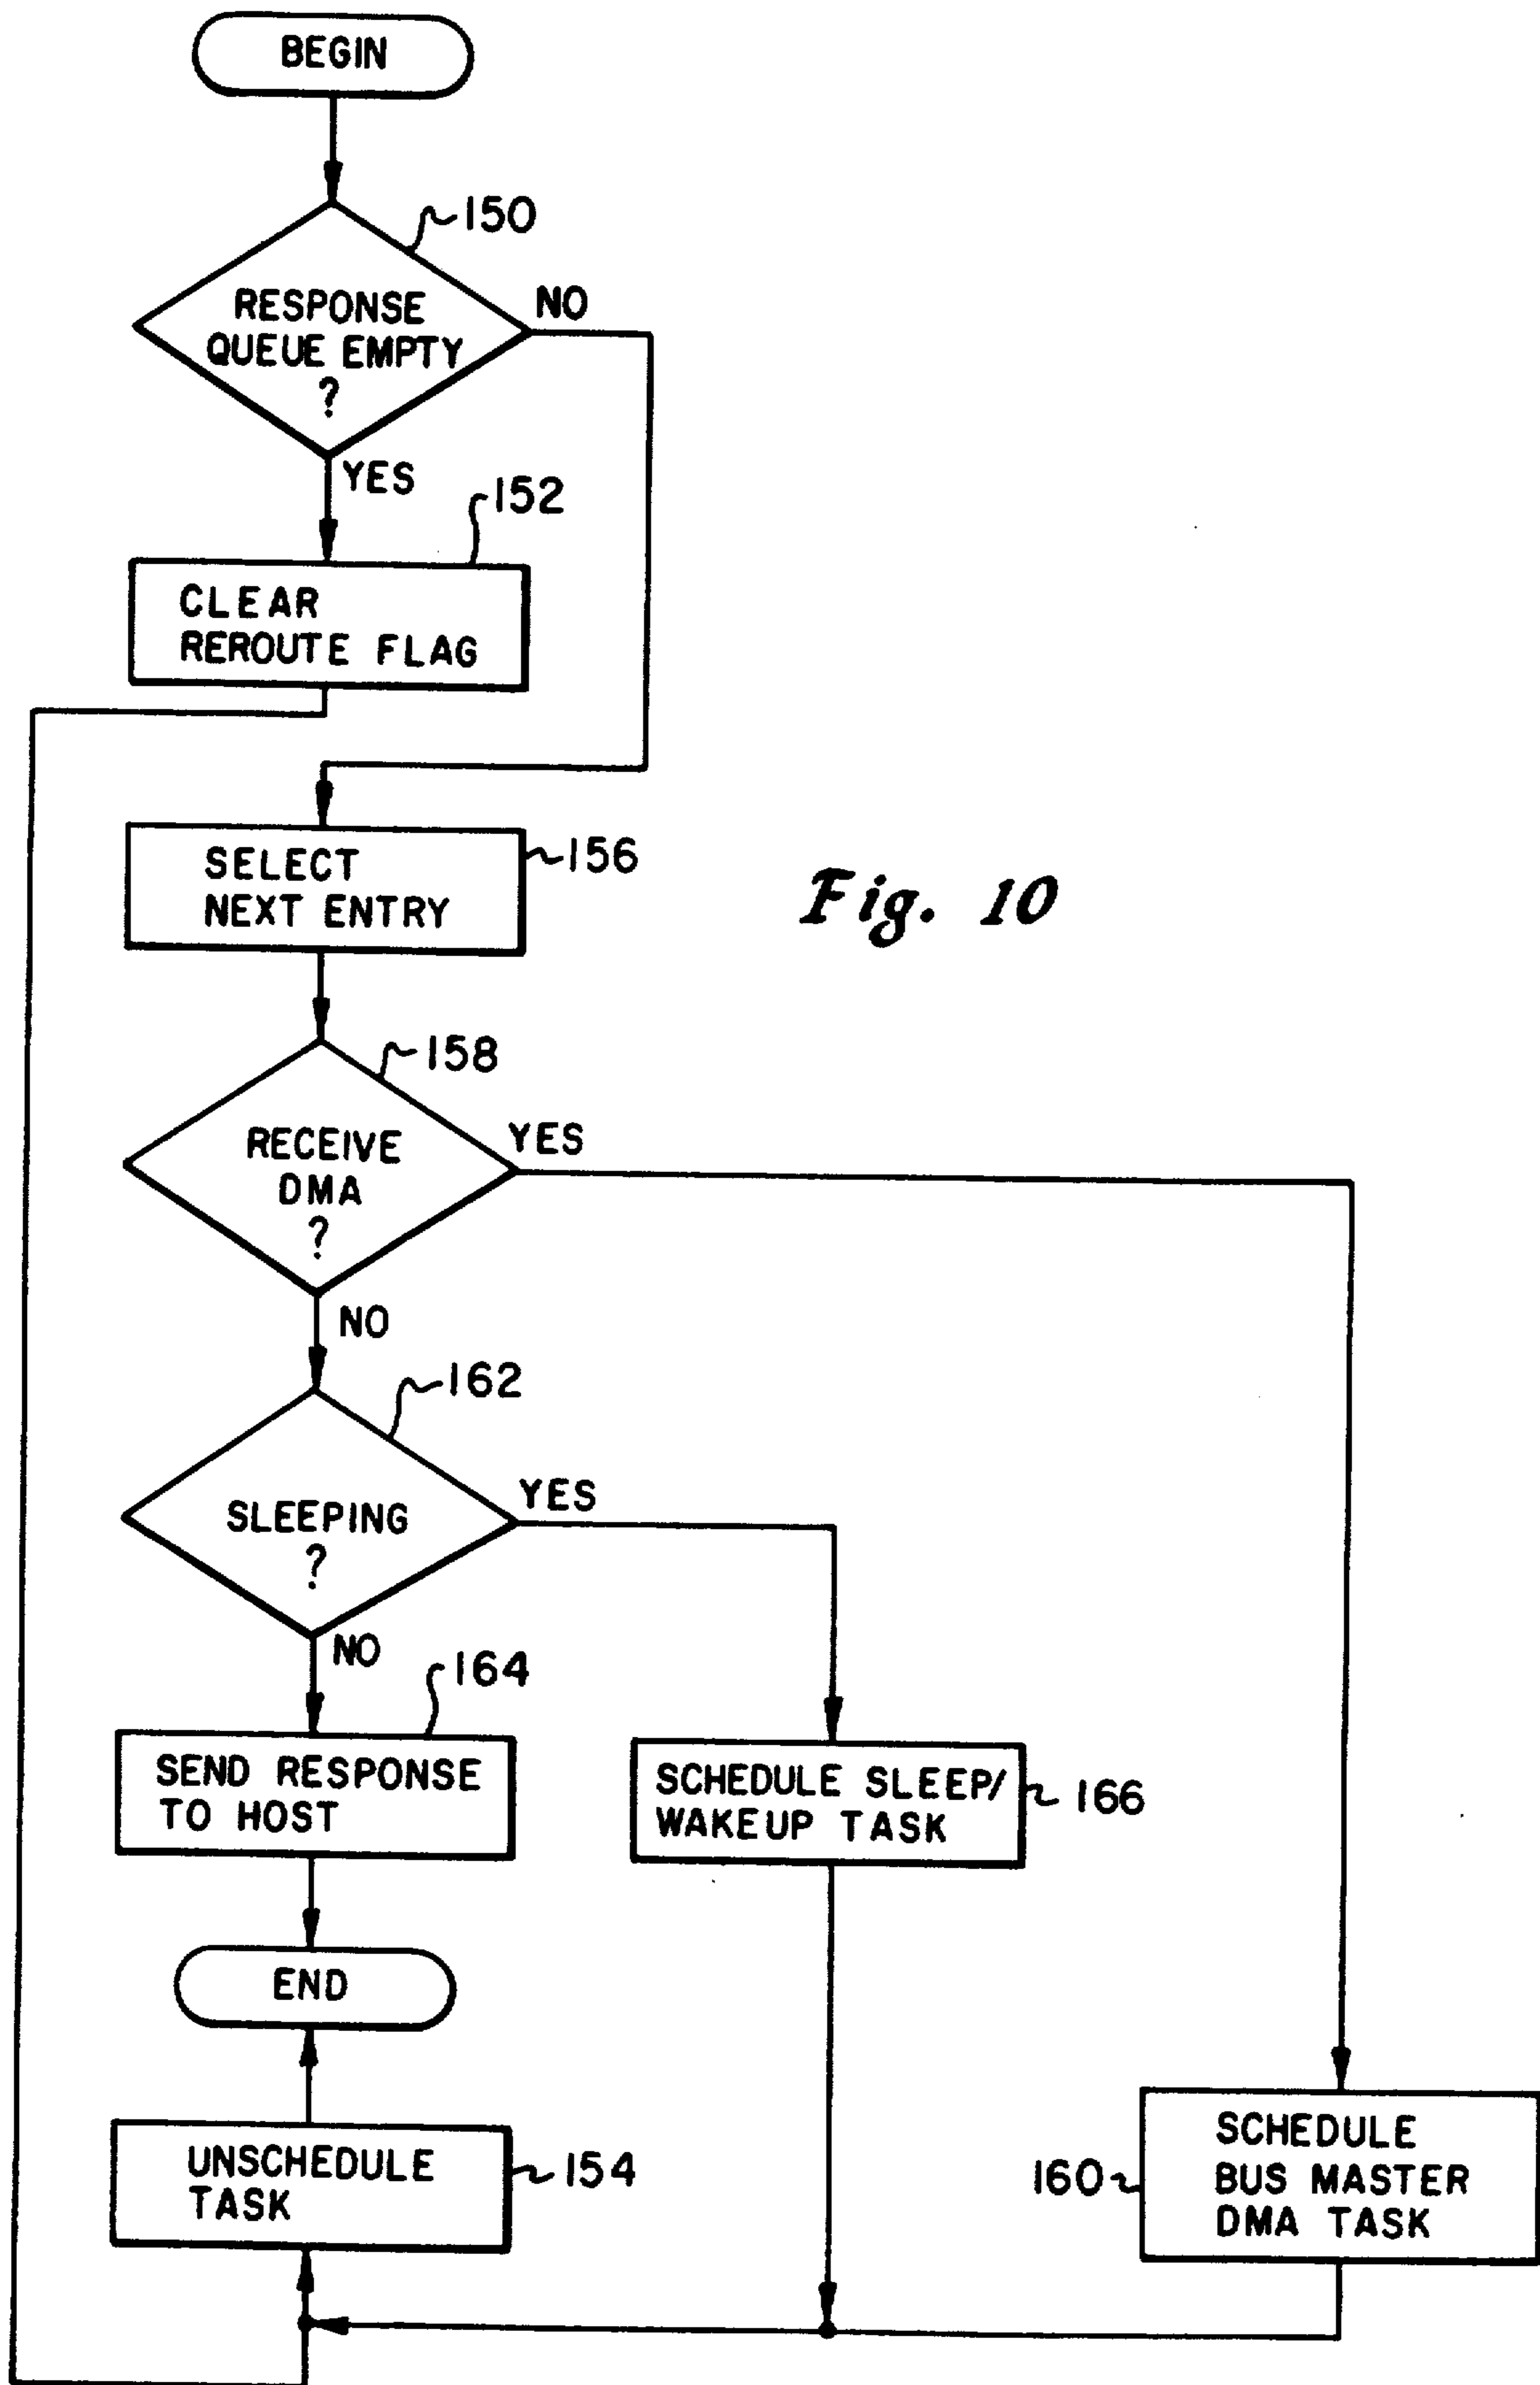 BEGIN
150
RESPONSE
QUEUE EMPTY
?
NO
YES
152
CLEAR
REROUTE FLAG
SELECT
NEXT ENTRY
156
Fig. 10
158
RECEIVE
DMA
?
YES
NO
162
SLEEPING
?
YES
NO
164
SEND RESPONSE
TO HOST
SCHEDULE SLEEP/
WAKEUP TASK
166
END
UNSCHEDULE
TASK
154
160
SCHEDULE
BUS MASTER
DMA TASK